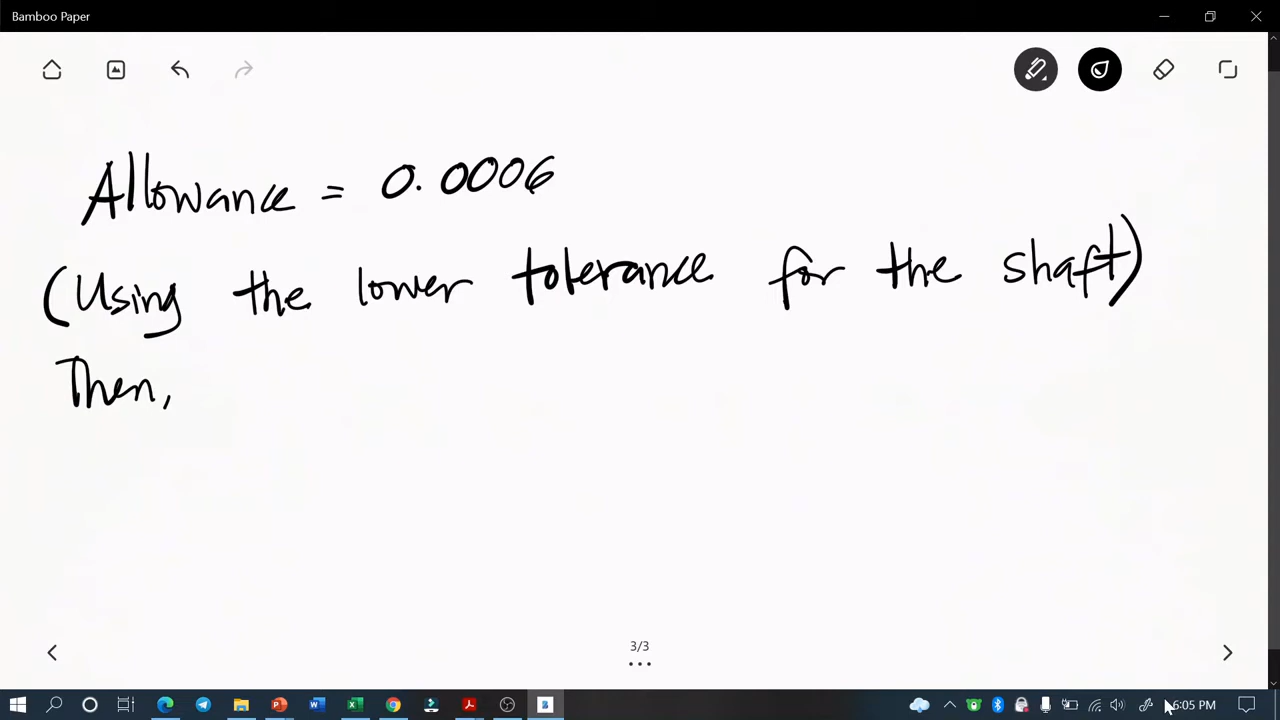 Bamboo Paper
Allowance = 0.0006
(Using the lower tolerance for the shaft)
Then,
3/3
6:05 PM